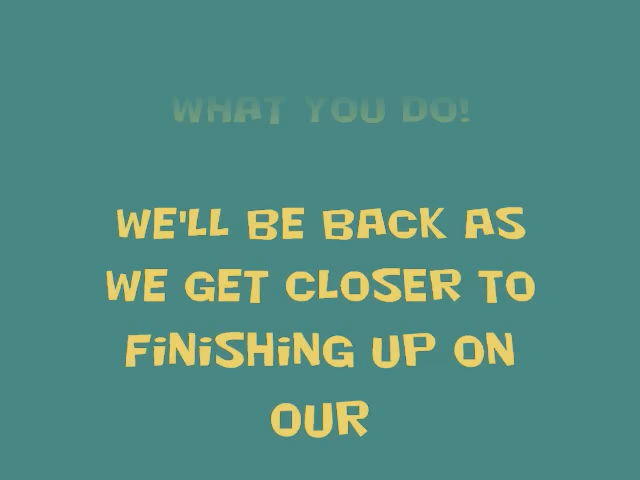 WHAT YOU DO!
WE'LL BE BACK AS
WE GET CLOSER TO
FiNiSHiNG UP ON
OUR